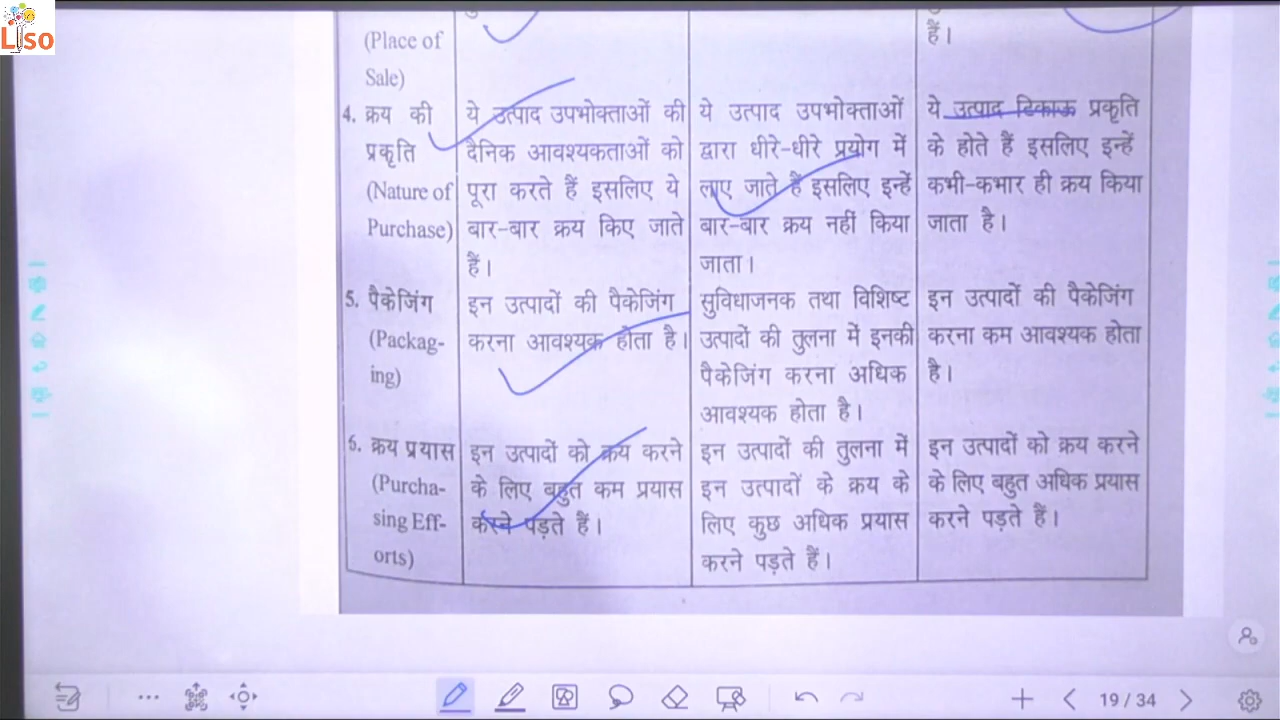 Liso
(Place of
Sale)
हैं।
4. क्रय की
प्रकृति
(Nature of
Purchase)
ये उत्पाद उपभोक्ताओं की
दैनिक आवश्यकताओं को
पूरा करते हैं इसलिए ये
बार-बार क्रय किए जाते
हैं।
ये उत्पाद उपभोक्ताओं
द्वारा धीरे-धीरे प्रयोग में
लाए जाते हैं इसलिए इन्हें
बार-बार क्रय नहीं किया
जाता।
ये उत्पाद टिकाऊ प्रकृति
के होते हैं इसलिए इन्हें
कभी-कभार ही क्रय किया
जाता है।
5. पैकेजिंग
(Packag-
ing)
इन उत्पादों की पैकेजिंग
करना आवश्यक होता है।
सुविधाजनक तथा विशिष्ट
उत्पादों की तुलना में इनकी
पैकेजिंग करना अधिक
आवश्यक होता है।
इन उत्पादों की पैकेजिंग
करना कम आवश्यक होता
है।
6. क्रय प्रयास
(Purcha-
sing Eff-
orts)
इन उत्पादों को क्रय करने
के लिए बहुत कम प्रयास
करने पड़ते हैं।
इन उत्पादों की तुलना में
इन उत्पादों के क्रय के
लिए कुछ अधिक प्रयास
करने पड़ते हैं।
इन उत्पादों को क्रय करने
के लिए बहुत अधिक प्रयास
करने पड़ते हैं।
19 / 34